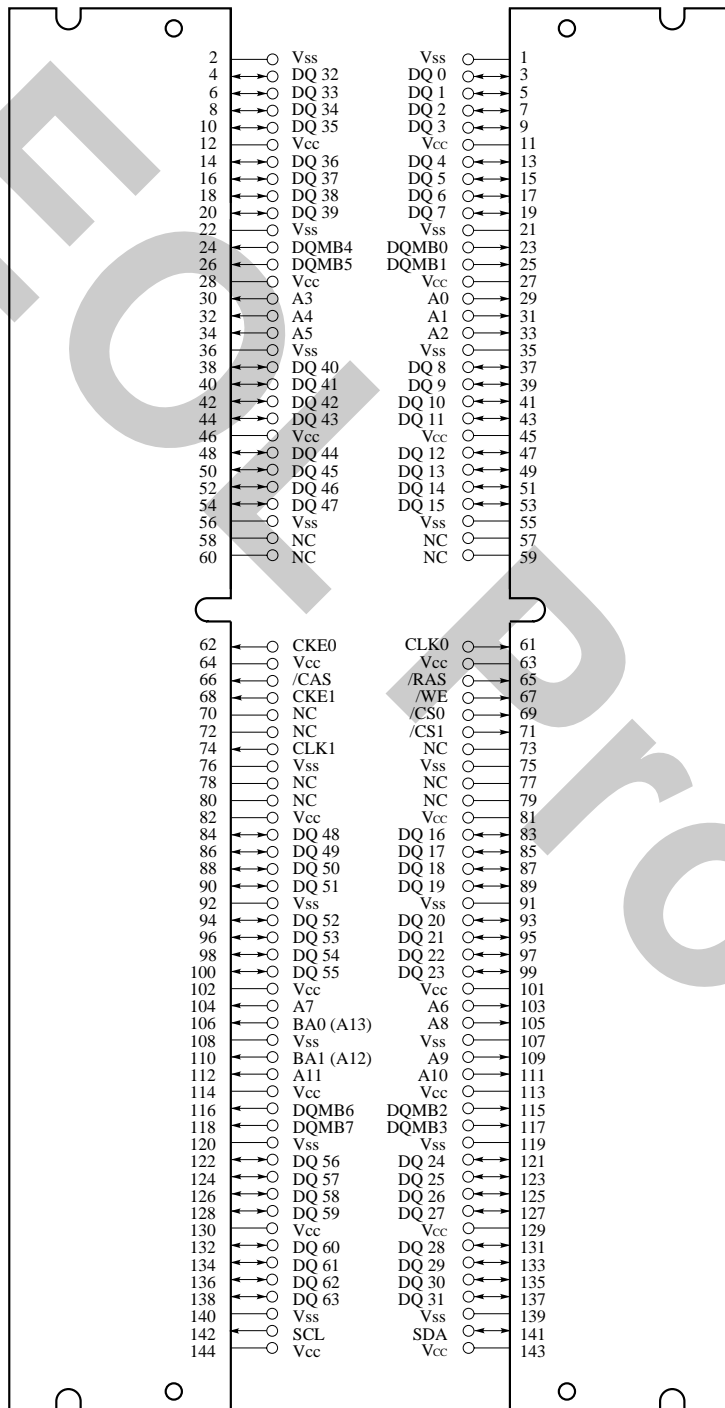 2 Vss Vss 1
4 DQ 32 DQ 0 3
6 DQ 33 DQ 1 5
8 DQ 34 DQ 2 7
10 DQ 35 DQ 3 9
12 Vcc Vcc 11
14 DQ 36 DQ 4 13
16 DQ 37 DQ 5 15
18 DQ 38 DQ 6 17
20 DQ 39 DQ 7 19
22 Vss Vss 21
24 DQMB4 DQMB0 23
26 DQMB5 DQMB1 25
28 Vcc Vcc 27
30 A3 A0 29
32 A4 A1 31
34 A5 A2 33
36 Vss Vss 35
38 DQ 40 DQ 8 37
40 DQ 41 DQ 9 39
42 DQ 42 DQ 10 41
44 DQ 43 DQ 11 43
46 Vcc Vcc 45
48 DQ 44 DQ 12 47
50 DQ 45 DQ 13 49
52 DQ 46 DQ 14 51
54 DQ 47 DQ 15 53
56 Vss Vss 55
58 NC NC 57
60 NC NC 59
62 CKE0 CLK0 61
64 Vcc Vcc 63
66 /CAS /RAS 65
68 CKE1 /WE 67
70 NC /CS0 69
72 NC /CS1 71
74 CLK1 NC 73
76 Vss Vss 75
78 NC NC 77
80 NC NC 79
82 Vcc Vcc 81
84 DQ 48 DQ 16 83
86 DQ 49 DQ 17 85
88 DQ 50 DQ 18 87
90 DQ 51 DQ 19 89
92 Vss Vss 91
94 DQ 52 DQ 20 93
96 DQ 53 DQ 21 95
98 DQ 54 DQ 22 97
100 DQ 55 DQ 23 99
102 Vcc Vcc 101
104 A7 A6 103
106 BA0 (A13) A8 105
108 Vss Vss 107
110 BA1 (A12) A9 109
112 A11 A10 111
114 Vcc Vcc 113
116 DQMB6 DQMB2 115
118 DQMB7 DQMB3 117
120 Vss Vss 119
122 DQ 56 DQ 24 121
124 DQ 57 DQ 25 123
126 DQ 58 DQ 26 125
128 DQ 59 DQ 27 127
130 Vcc Vcc 129
132 DQ 60 DQ 28 131
134 DQ 61 DQ 29 133
136 DQ 62 DQ 30 135
138 DQ 63 DQ 31 137
140 Vss Vss 139
142 SCL SDA 141
144 Vcc Vcc 143
EOL Pro